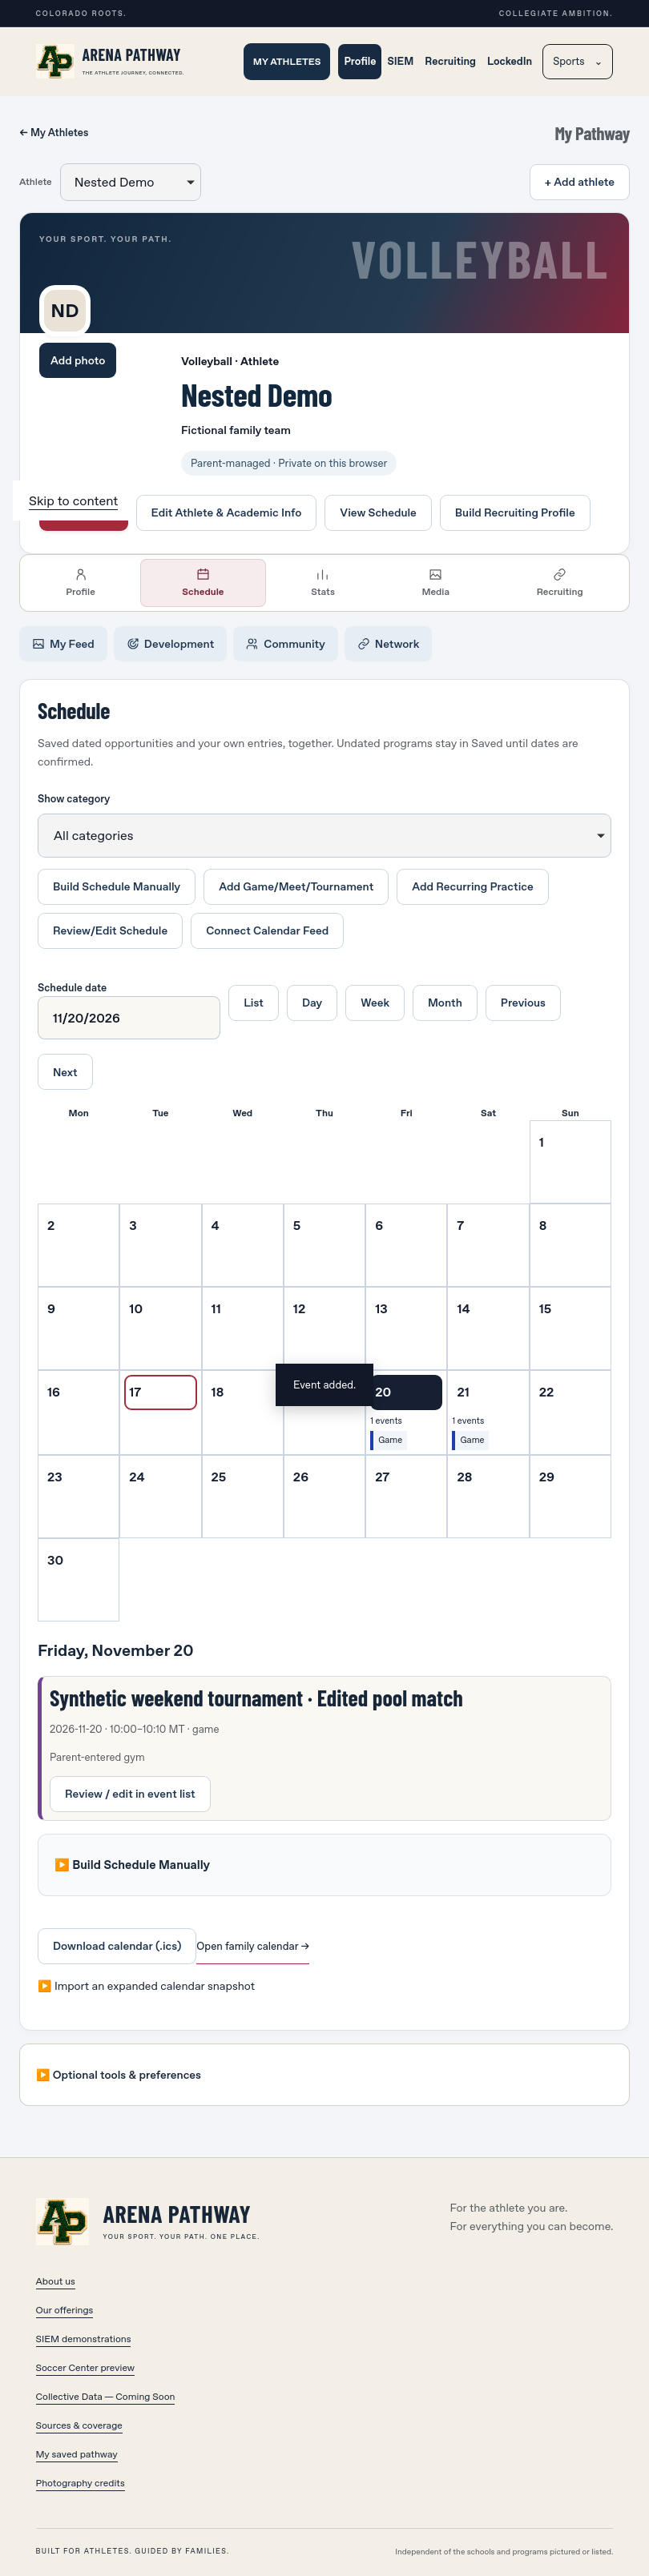 COLORADO ROOTS.
COLLEGIATE AMBITION.
AP
ARENA PATHWAY
THE ATHLETE JOURNEY, CONNECTED.
MY ATHLETES
Profile
SIEM
Recruiting
LockedIn
Sports
← My Athletes
My Pathway
Athlete
Nested Demo
+ Add athlete
YOUR SPORT. YOUR PATH.
VOLLEYBALL
ND
Add photo
Volleyball · Athlete
Nested Demo
Fictional family team
Parent-managed · Private on this browser
Skip to content
Edit Athlete & Academic Info
View Schedule
Build Recruiting Profile
Profile
Schedule
Stats
Media
Recruiting
My Feed
Development
Community
Network
Schedule
Saved dated opportunities and your own entries, together. Undated programs stay in Saved until dates are
confirmed.
Show category
All categories
Build Schedule Manually
Add Game/Meet/Tournament
Add Recurring Practice
Review/Edit Schedule
Connect Calendar Feed
Schedule date
11/20/2026
List
Day
Week
Month
Previous
Next
Mon Tue Wed Thu Fri Sat Sun
1
2 3 4 5 6 7 8
9 10 11 12 13 14 15
16 17 18 20 21 22
Event added.
1 events
1 events
Game
Game
23 24 25 26 27 28 29
30
Friday, November 20
Synthetic weekend tournament · Edited pool match
2026-11-20 · 10:00–10:10 MT · game
Parent-entered gym
Review / edit in event list
Build Schedule Manually
Download calendar (.ics)
Open family calendar →
Import an expanded calendar snapshot
Optional tools & preferences
AP
ARENA PATHWAY
YOUR SPORT. YOUR PATH. ONE PLACE.
For the athlete you are.
For everything you can become.
About us
Our offerings
SIEM demonstrations
Soccer Center preview
Collective Data — Coming Soon
Sources & coverage
My saved pathway
Photography credits
BUILT FOR ATHLETES. GUIDED BY FAMILIES.
Independent of the schools and programs pictured or listed.